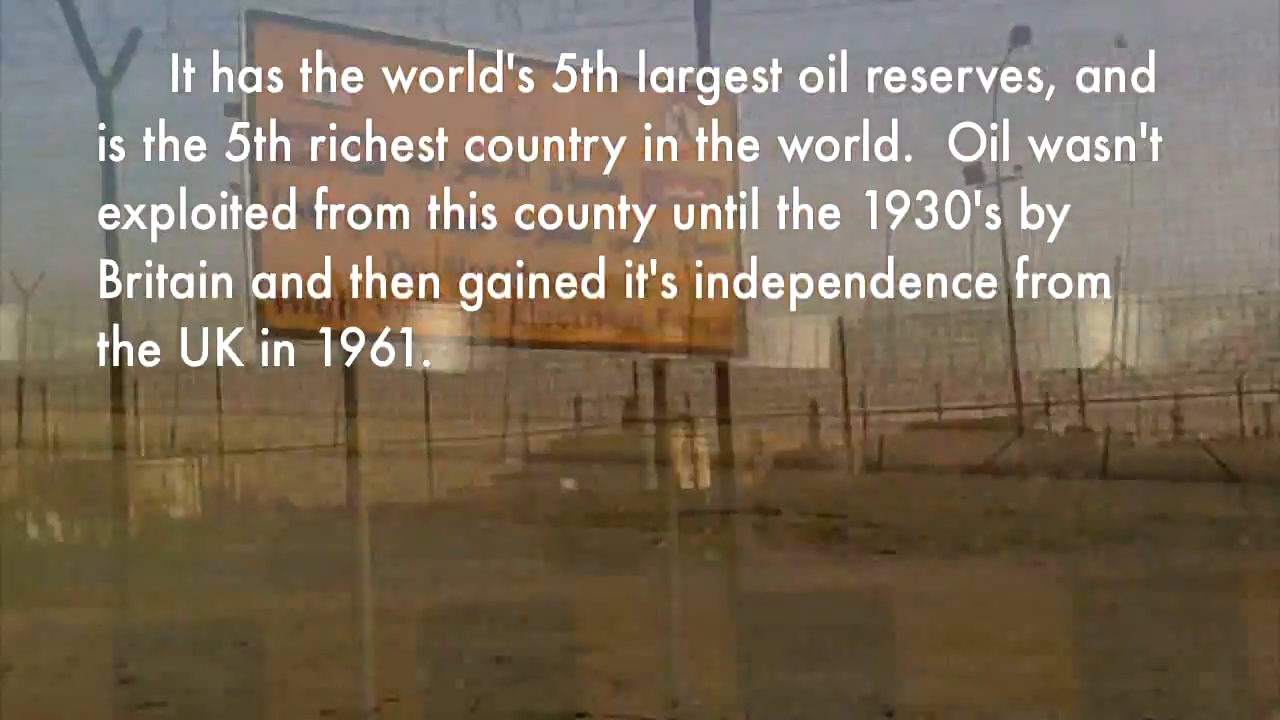 It has the world's 5th largest oil reserves, and
is the 5th richest country in the world.  Oil wasn't
exploited from this county until the 1930's by
Britain and then gained it's independence from
the UK in 1961.